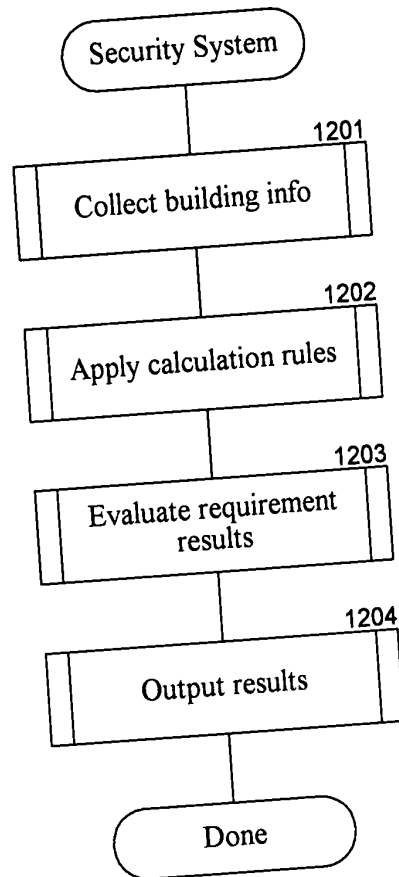 Security System
1201
Collect building info
1202
Apply calculation rules
1203
Evaluate requirement
results
1204
Output results
Done